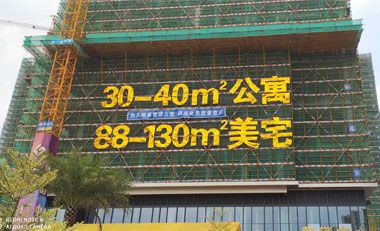 30-40m²公寓
88-130m²美宅
REDMI NOTE 8
AI QUAD CAMERA